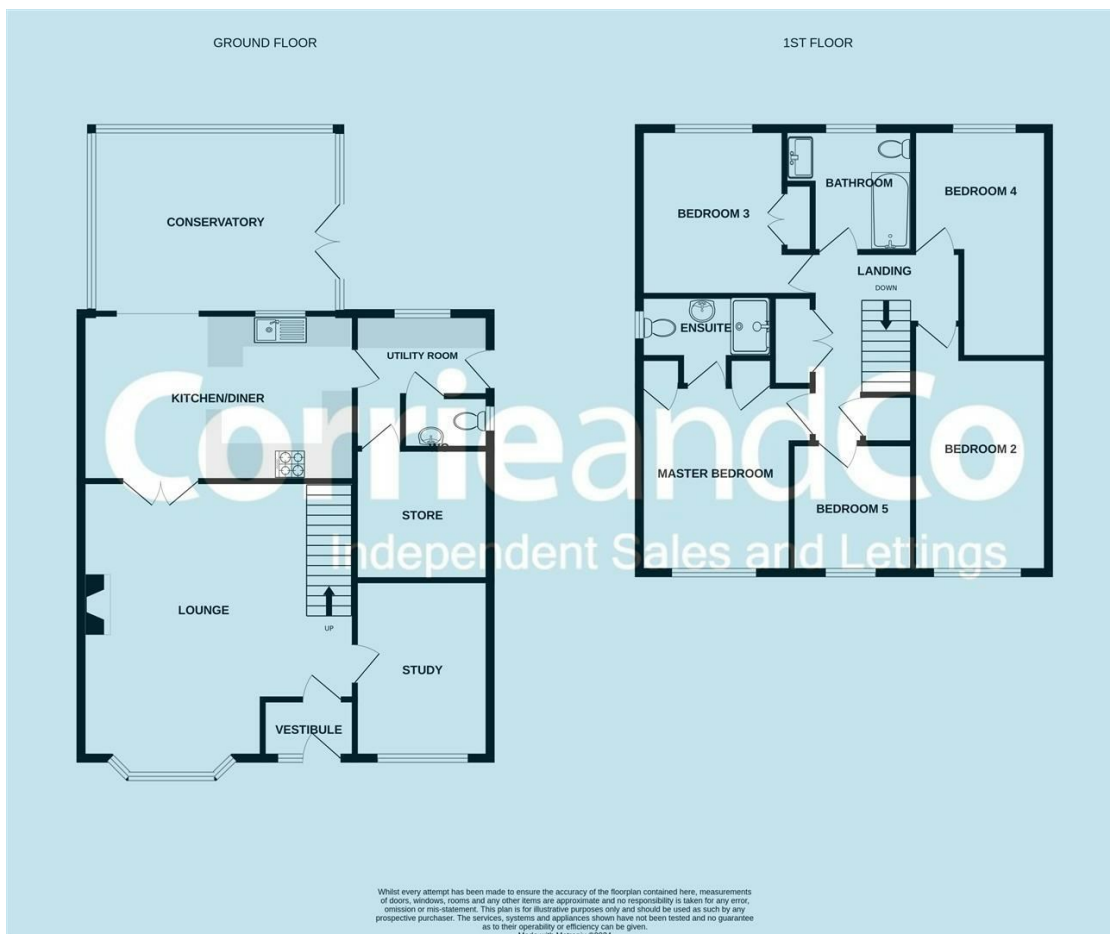 GROUND FLOOR
1ST FLOOR
CONSERVATORY
BEDROOM 3
BATHROOM
BEDROOM 4
LANDING
DOWN
ENSUITE
UTILITY ROOM
KITCHEN/DINER
WC
CorrieandCo
Independent Sales and Lettings
MASTER BEDROOM
BEDROOM 2
BEDROOM 5
STORE
LOUNGE
UP
STUDY
VESTIBULE
Whilst every attempt has been made to ensure the accuracy of the floorplan contained here, measurements
of doors, windows, rooms and any other items are approximate and no responsibility is taken for any error,
omission or mis-statement. This plan is for illustrative purposes only and should be used as such by any
prospective purchaser. The services, systems and appliances shown have not been tested and no guarantee
as to their operability or efficiency can be given.
Made with Metropix ©2024